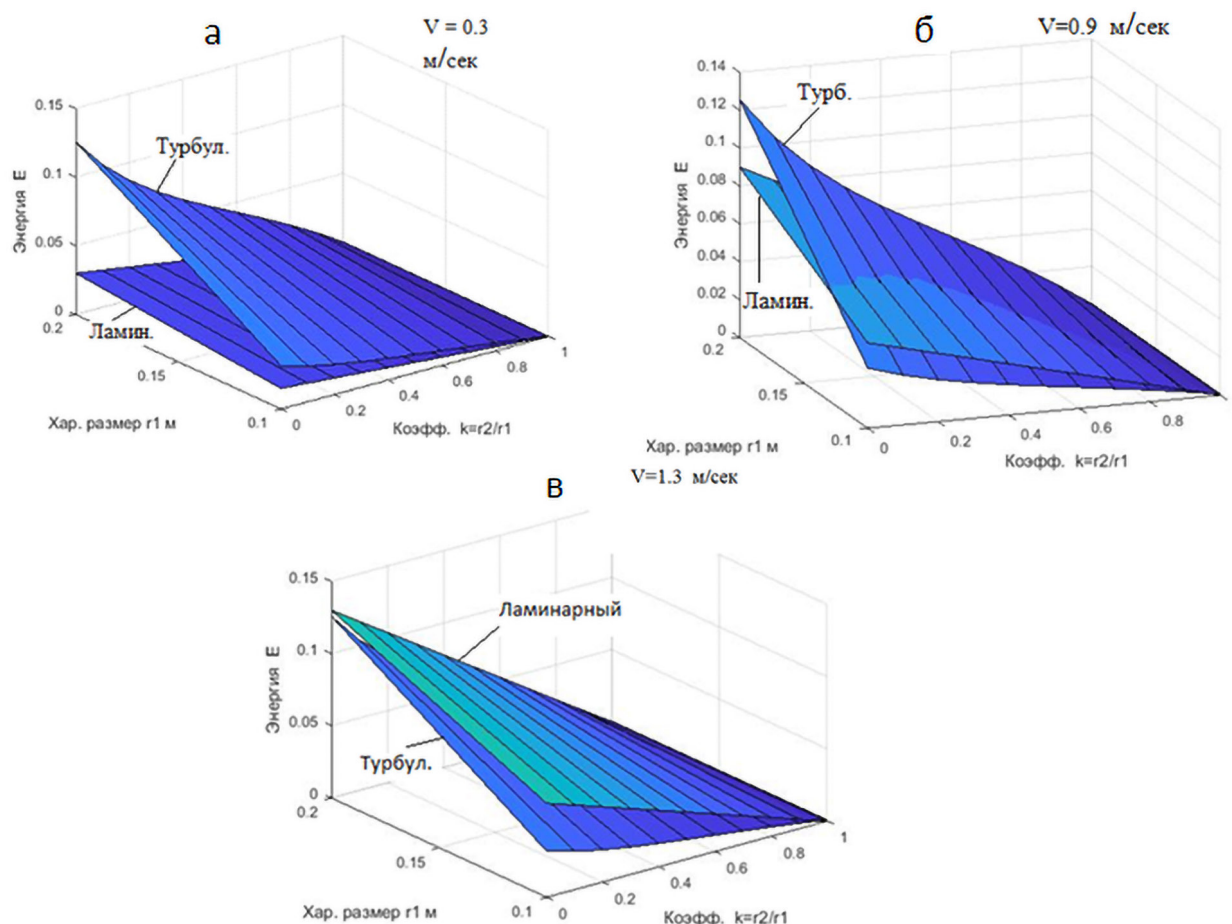 а
V = 0.3
м/сек
0.15
0.1
0.05
0
Энергия E
Турбул.
Ламин.
0.2
0.15
0.1
Хар. размер r1 м
0
0.2
0.4
0.6
0.8
1
Коэфф. k=r2/r1
б
V=0.9 м/сек
0.14
0.12
0.1
0.08
0.06
0.04
0.02
0
Энергия E
Турб.
Ламин.
0.2
0.15
0.1
Хар. размер r1 м
0
0.2
0.4
0.6
0.8
1
Коэфф. k=r2/r1
в
V=1.3 м/сек
0.15
0.1
0.05
0
Энергия E
Ламинарный
Турбул.
0.2
0.15
0.1
Хар. размер r1 м
0
0.2
0.4
0.6
0.8
1
Коэфф. k=r2/r1